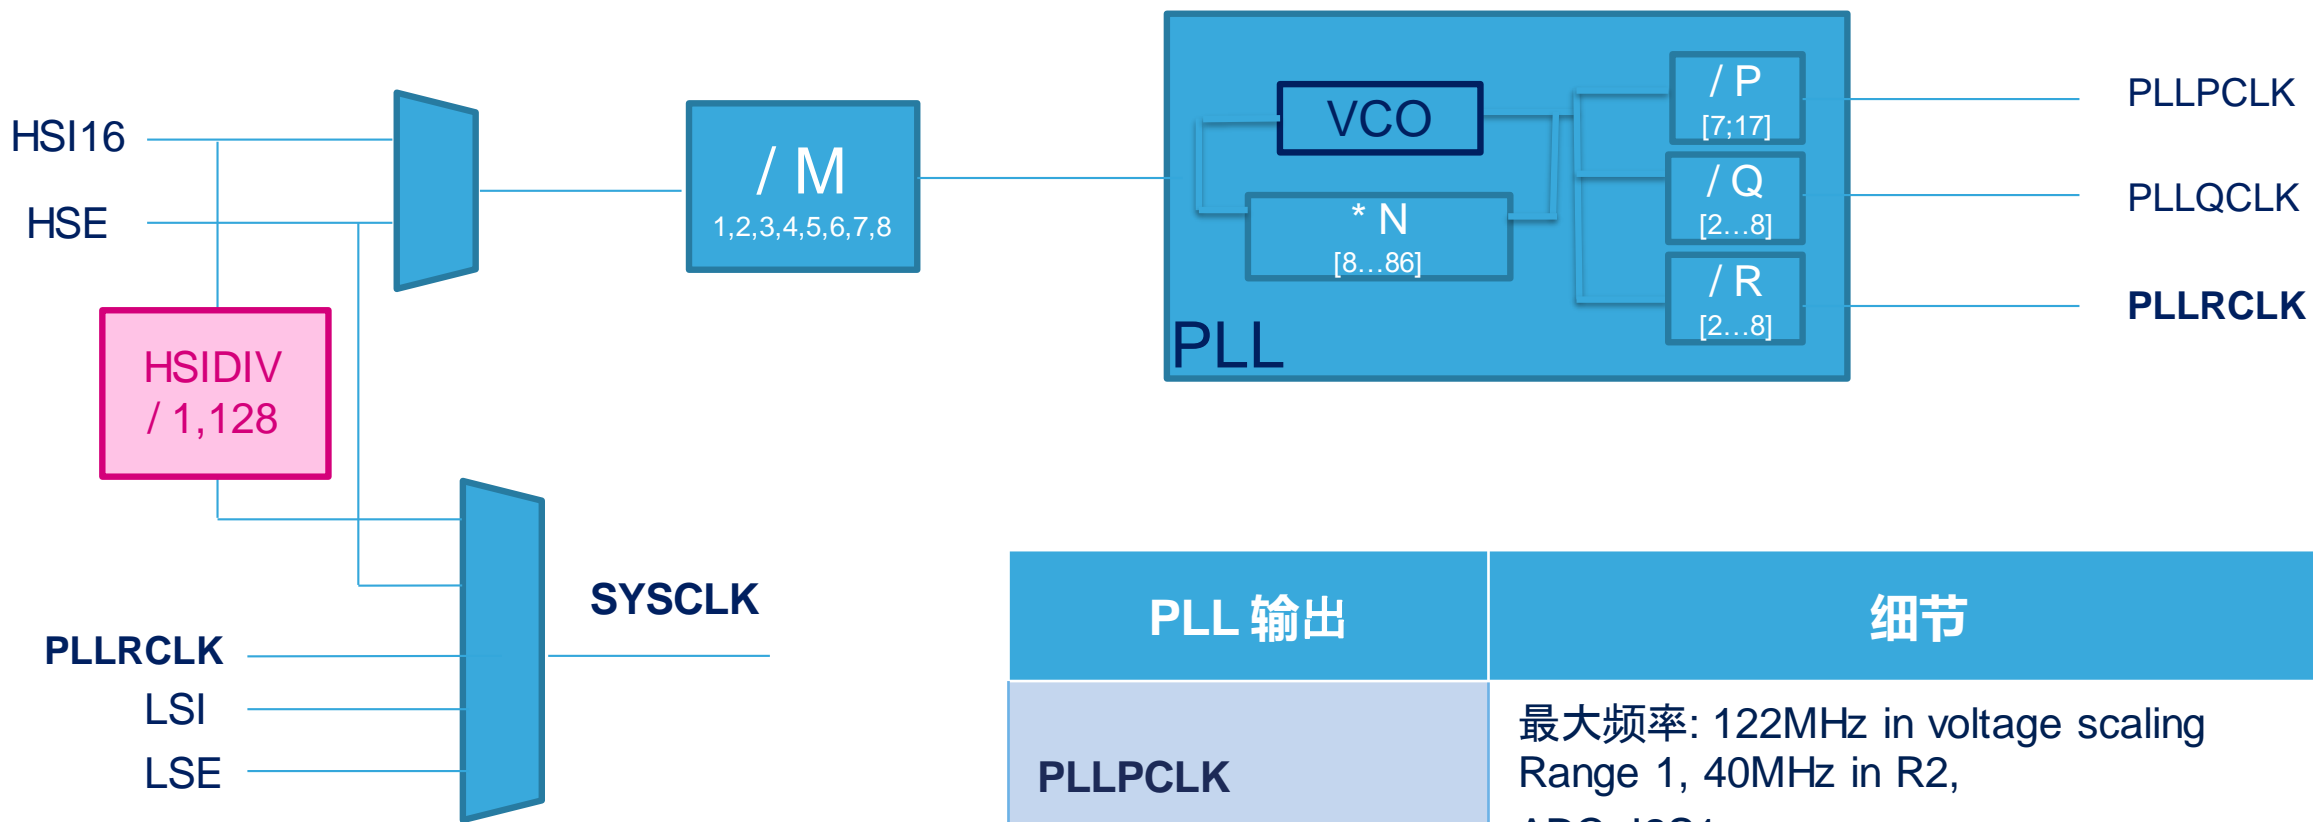 HSI16
HSE
/ M
1,2,3,4,5,6,7,8
VCO
* N
[8…86]
/ P
[7;17]
/ Q
[2…8]
/ R
[2…8]
PLL
PLLPCLK
PLLQCLK
PLLRCLK
HSIDIV
/ 1,128
SYSCLK
PLLRCLK
LSI
LSE
PLL 输出
细节
PLLPCLK
最大频率: 122MHz in voltage scaling
Range 1, 40MHz in R2,